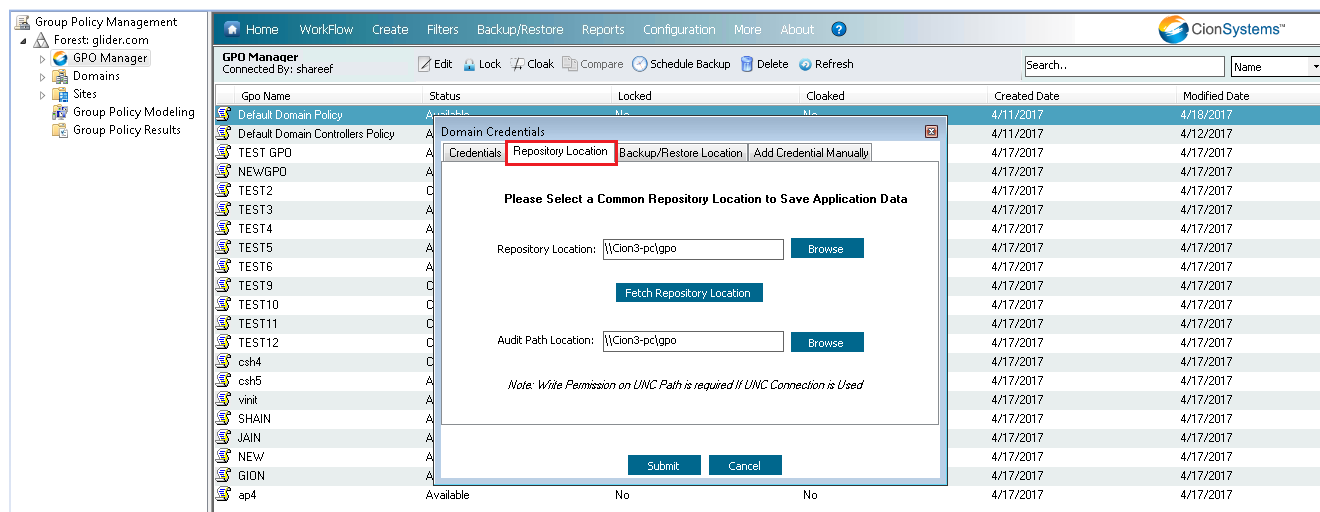 Group Policy Management
Forest: glider.com
GPO Manager
Domains
Sites
Group Policy Modeling
Group Policy Results
Home WorkFlow Create Filters Backup/Restore Reports Configuration More About ?
CionSystems™
GPO Manager
Connected By: shareef
Edit Lock Cloak Compare Schedule Backup Delete Refresh
Search..
Name
Gpo Name Status Locked Cloaked Created Date Modified Date
Default Domain Policy Available No No 4/11/2017 4/18/2017
Default Domain Controllers Policy A 4/11/2017 4/12/2017
TEST GPO A 4/17/2017 4/17/2017
NEWGPO A 4/17/2017 4/17/2017
TEST2 C 4/17/2017 4/17/2017
TEST3 A 4/17/2017 4/17/2017
TEST4 A 4/17/2017 4/17/2017
TEST5 A 4/17/2017 4/17/2017
TEST6 A 4/17/2017 4/17/2017
TEST9 C 4/17/2017 4/17/2017
TEST10 C 4/17/2017 4/17/2017
TEST11 C 4/17/2017 4/17/2017
TEST12 C 4/17/2017 4/17/2017
csh4 C 4/17/2017 4/17/2017
csh5 A 4/17/2017 4/17/2017
vinit A 4/17/2017 4/17/2017
SHAIN A 4/17/2017 4/17/2017
JAIN A 4/17/2017 4/17/2017
NEW A 4/17/2017 4/17/2017
GION A 4/17/2017 4/17/2017
ap4 Available No No 4/17/2017 4/17/2017
Domain Credentials
Credentials Repository Location Backup/Restore Location Add Credential Manually
Please Select a Common Repository Location to Save Application Data
Repository Location: \\Cion3-pc\gpo Browse
Fetch Repository Location
Audit Path Location: \\Cion3-pc\gpo Browse
Note: Write Permission on UNC Path is required If UNC Connection is Used
Submit Cancel